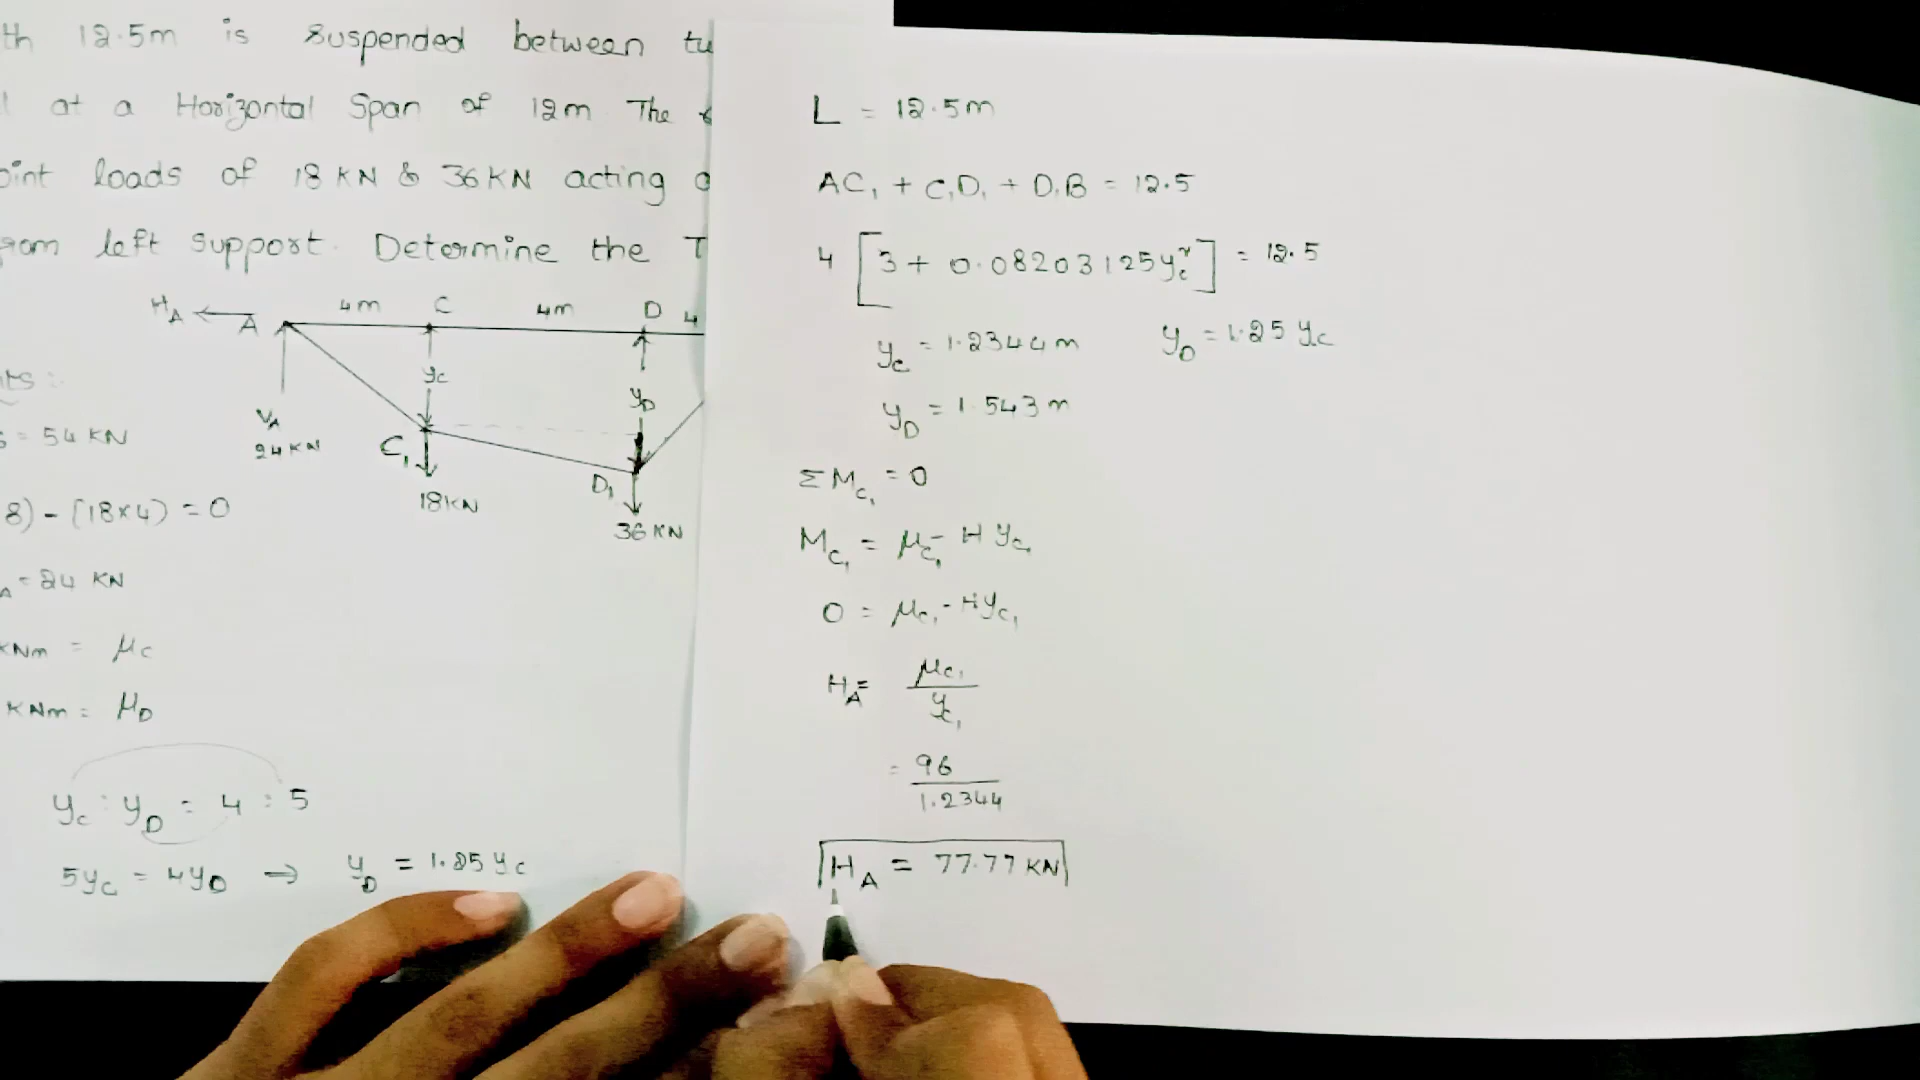 th 12.5m is suspended between tu
at a Horizontal Span of 12m The
oint loads of 18 KN & 36 KN acting
rom left support. Determine the T
HA A 4m C 4m D 4
nts:
yc yD
VA
24 KN
= 54 KN
C1
18KN
D1
36 KN
8) - (18×4) = 0
A = 24 KN
KNm = μC
KNm = μD
yc : yD = 4 : 5
5yc = 4yD → yD = 1.25 yc
L = 12.5m
AC1 + C1D1 + D1B = 12.5
4 [3 + 0.08203125yc²] = 12.5
yc = 1.2344 m yD = 1.25 yc
yD = 1.543 m
ΣMC1 = 0
MC1 = μC1 - H yC1
0 = μC1 - HyC1
HA = μC1 / yC1
= 96 / 1.2344
HA = 77.77 KN